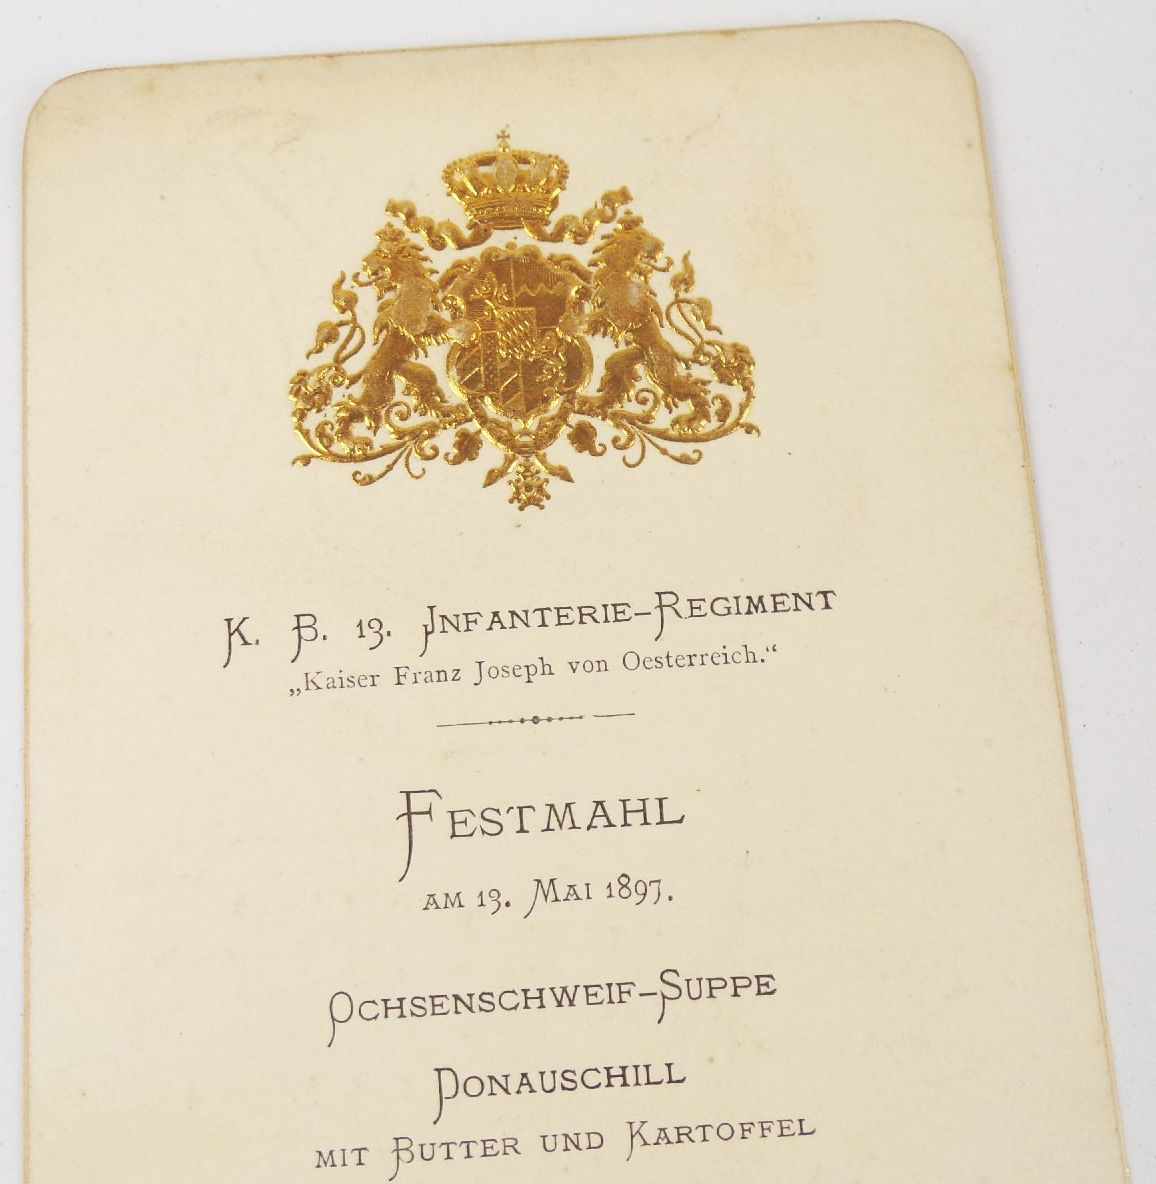 K. B. 13. Infanterie-Regiment
„Kaiser Franz Joseph von Oesterreich.“
Festmahl
am 13. Mai 1897.
Ochsenschweif-Suppe
Donauschill
mit Butter und Kartoffel